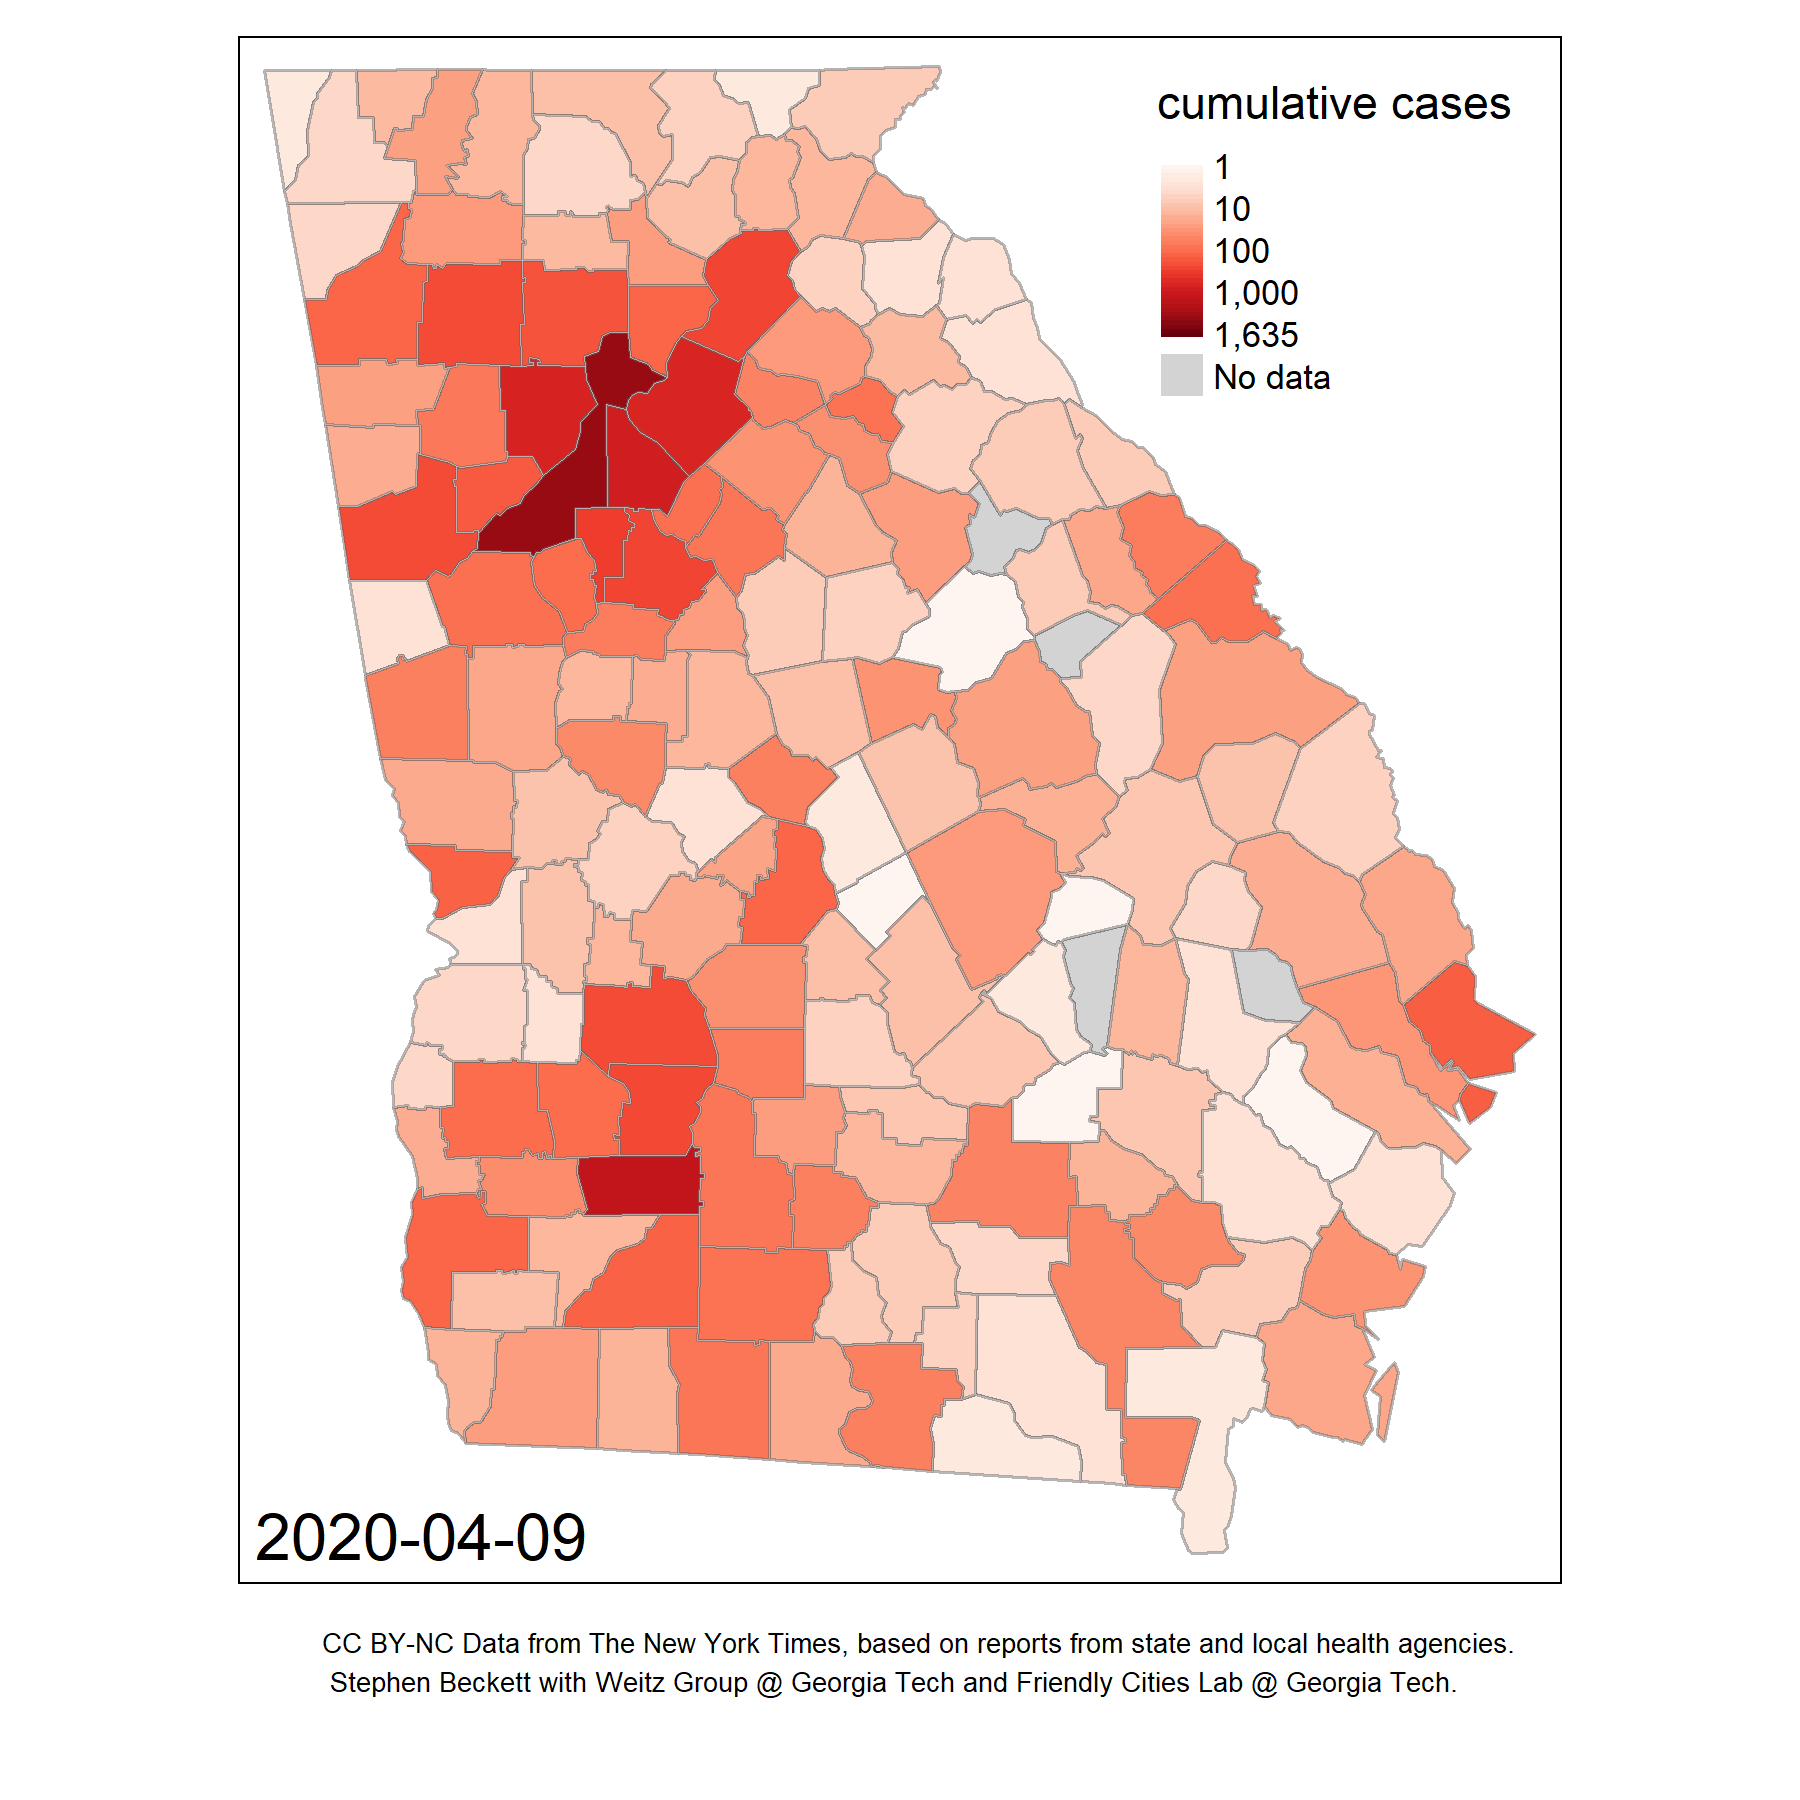 cumulative cases
1
10
100
1,000
1,635
No data
2020-04-09
CC BY-NC Data from The New York Times, based on reports from state and local health agencies.
Stephen Beckett with Weitz Group @ Georgia Tech and Friendly Cities Lab @ Georgia Tech.